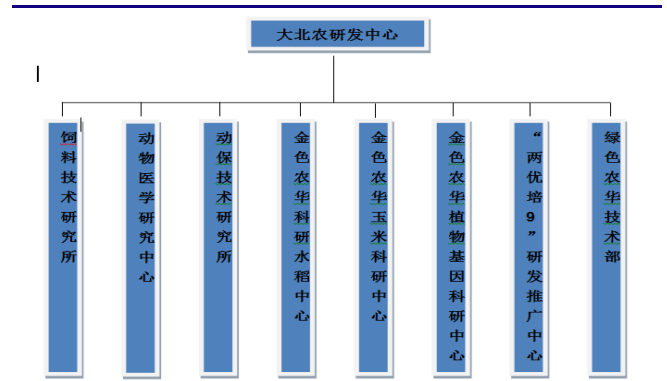 大北农研发中心
饲料技术研究所
动物医学研究中心
动保技术研究所
金色农华科研水稻中心
金色农华玉米科研中心
金色农华植物基因科研中心
“两优培9”研发推广中心
绿色农华技术部